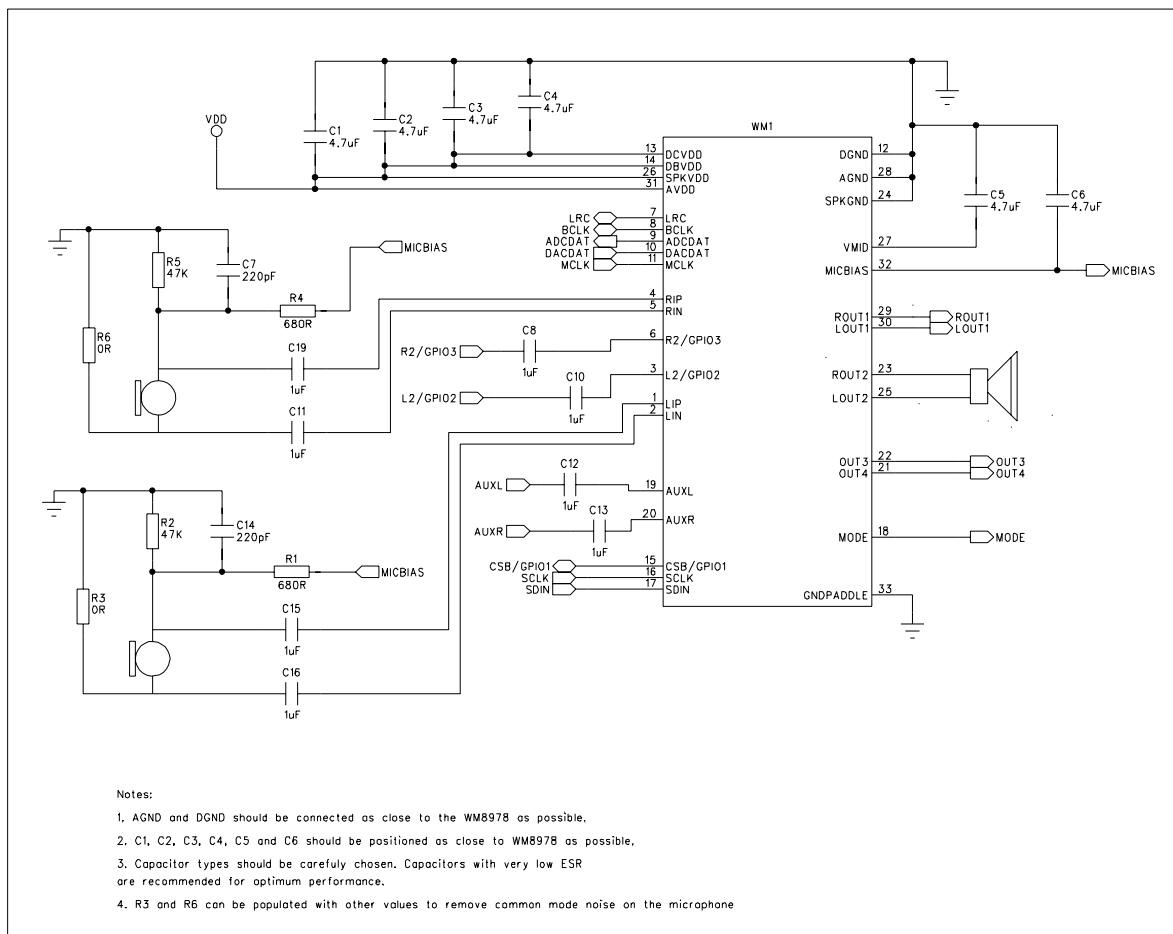 C4
4.7uF
C3
4.7uF
C2
4.7uF
C1
4.7uF
VDD
WM1
13 DCVDD
14 DBVDD
26 SPKVDD
31 AVDD
DGND 12
AGND 28
SPKGND 24
C5
4.7uF
C6
4.7uF
VMID 27
MICBIAS 32 MICBIAS
LRC 7 LRC
BCLK 8 BCLK
ADCDAT 9 ADCDAT
DACDAT 10 DACDAT
MCLK 11 MCLK
R5
47K
C7
220pF
MICBIAS
R4
680R
R6
0R
4 RIP
5 RIN
C19
1uF
C11
1uF
C8
R2/GPIO3 6 R2/GPIO3
1uF
C10
L2/GPIO2 3 L2/GPIO2
1uF
1 LIP
2 LIN
ROUT1 29 ROUT1
LOUT1 30 LOUT1
ROUT2 23
LOUT2 25
OUT3 22 OUT3
OUT4 21 OUT4
C12
AUXL 19 AUXL
1uF
C13
AUXR 20 AUXR
1uF
MODE 18 MODE
R2
47K
C14
220pF
R1
MICBIAS
680R
CSB/GPIO1 15 CSB/GPIO1
SCLK 16 SCLK
SDIN 17 SDIN
GNDPADDLE 33
R3
0R
C15
1uF
C16
1uF
Notes:
1. AGND and DGND should be connected as close to the WM8978 as possible.
2. C1, C2, C3, C4, C5 and C6 should be positioned as close to WM8978 as possible.
3. Capacitor types should be carefuly chosen. Capacitors with very low ESR
are recommended for optimum performance.
4. R3 and R6 can be populated with other values to remove common mode noise on the microphone